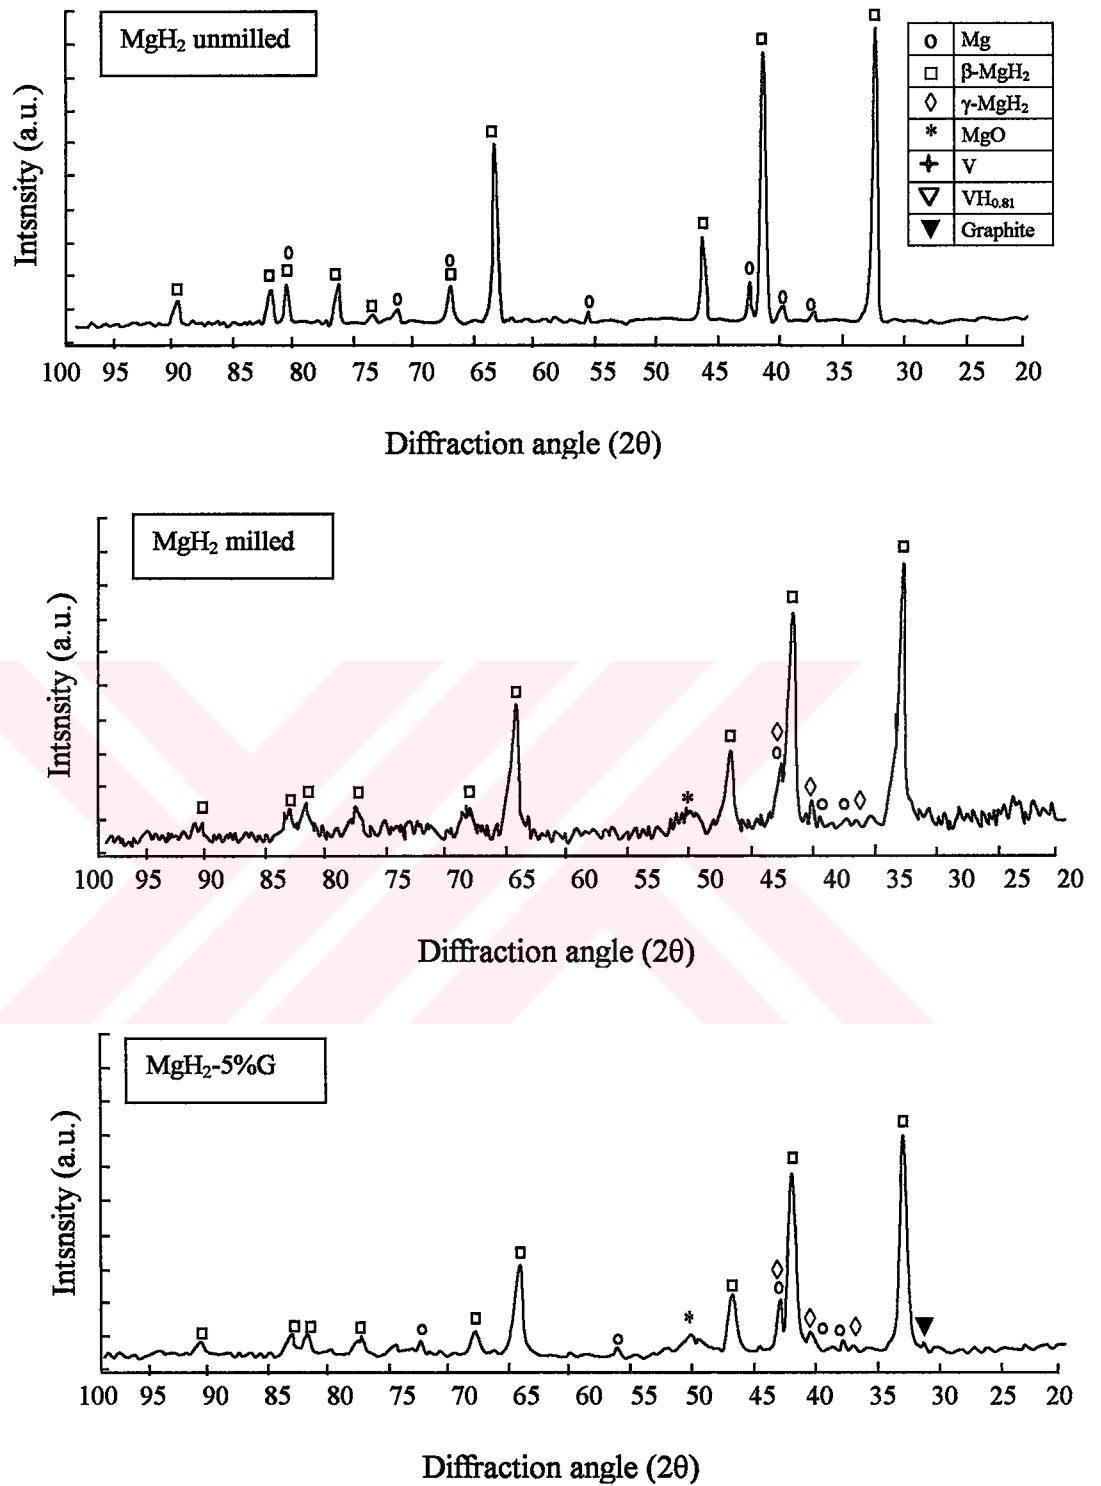 MgH₂ unmilled
o Mg
□ β-MgH₂
◊ γ-MgH₂
* MgO
+ V
▽ VH₀.₈₁
▼ Graphite
Intsnsity (a.u.)
100 95 90 85 80 75 70 65 60 55 50 45 40 35 30 25 20
Diffraction angle (2θ)
MgH₂ milled
Intsnsity (a.u.)
100 95 90 85 80 75 70 65 60 55 50 45 40 35 30 25 20
Diffraction angle (2θ)
MgH₂-5%G
Intsnsity (a.u.)
100 95 90 85 80 75 70 65 60 55 50 45 40 35 30 25 20
Diffraction angle (2θ)